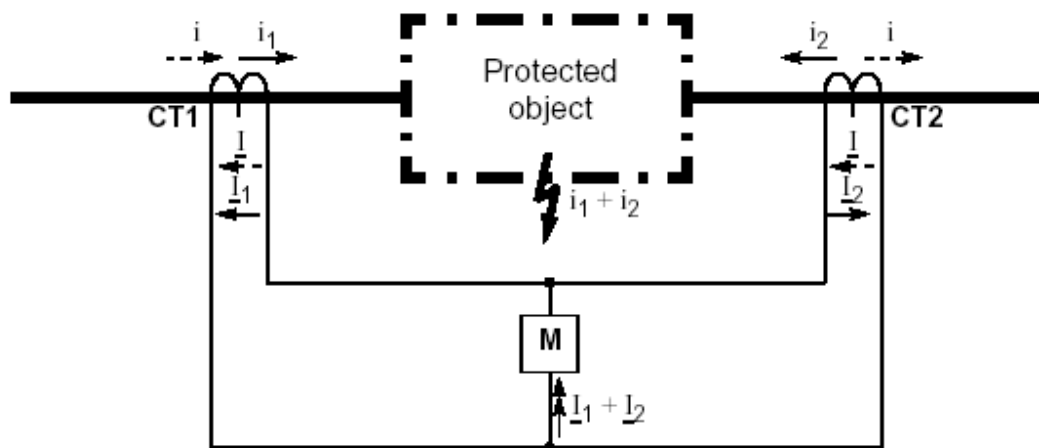 i i₁ i₂ i
Protected
object
CT1 CT2
I I
I₁ I₂
i₁ + i₂
M
I₁ + I₂